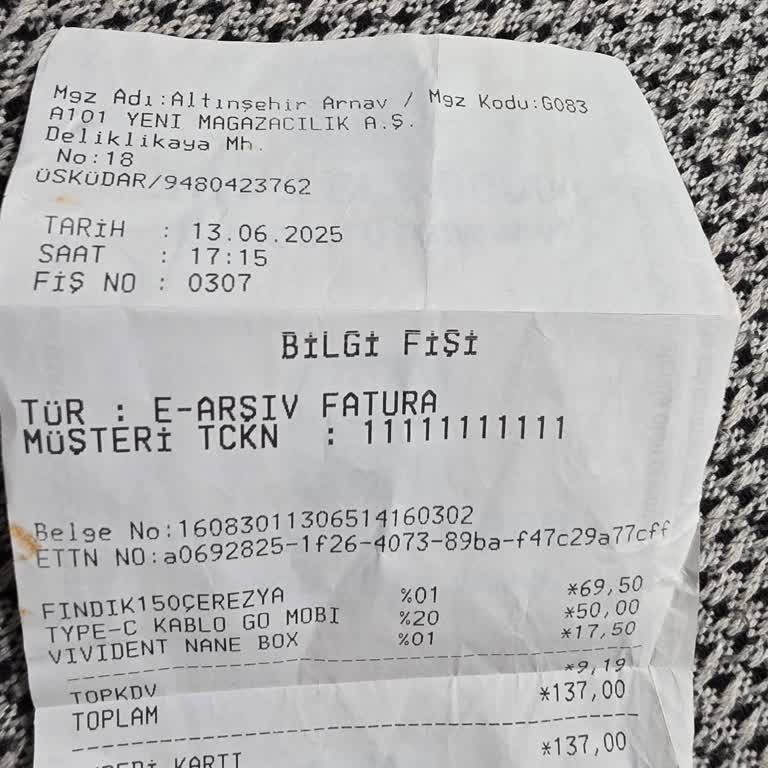 Mgz Adı:Altınşehir Arnav / Mgz Kodu:G083
A101 YENI MAGAZACILIK A.Ş.
Deliklikaya Mh.
No:18
ÜSKÜDAR/9480423762
TARİH : 13.06.2025
SAAT : 17:15
FİŞ NO : 0307
BİLGİ FİŞİ
TÜR : E-ARŞIV FATURA
MÜŞTERİ TCKN : 11111111111
Belge No:16083011306514160302
ETTN NO:a0692825-1f26-4073-89ba-f47c29a77cff
FINDIK150ÇEREZYA %01 *69,50
TYPE-C KABLO GO MOBI %20 *50,00
VIVIDENT NANE BOX %01 *17,50
TOPKDV *9,19
TOPLAM *137,00
KARTI *137,00